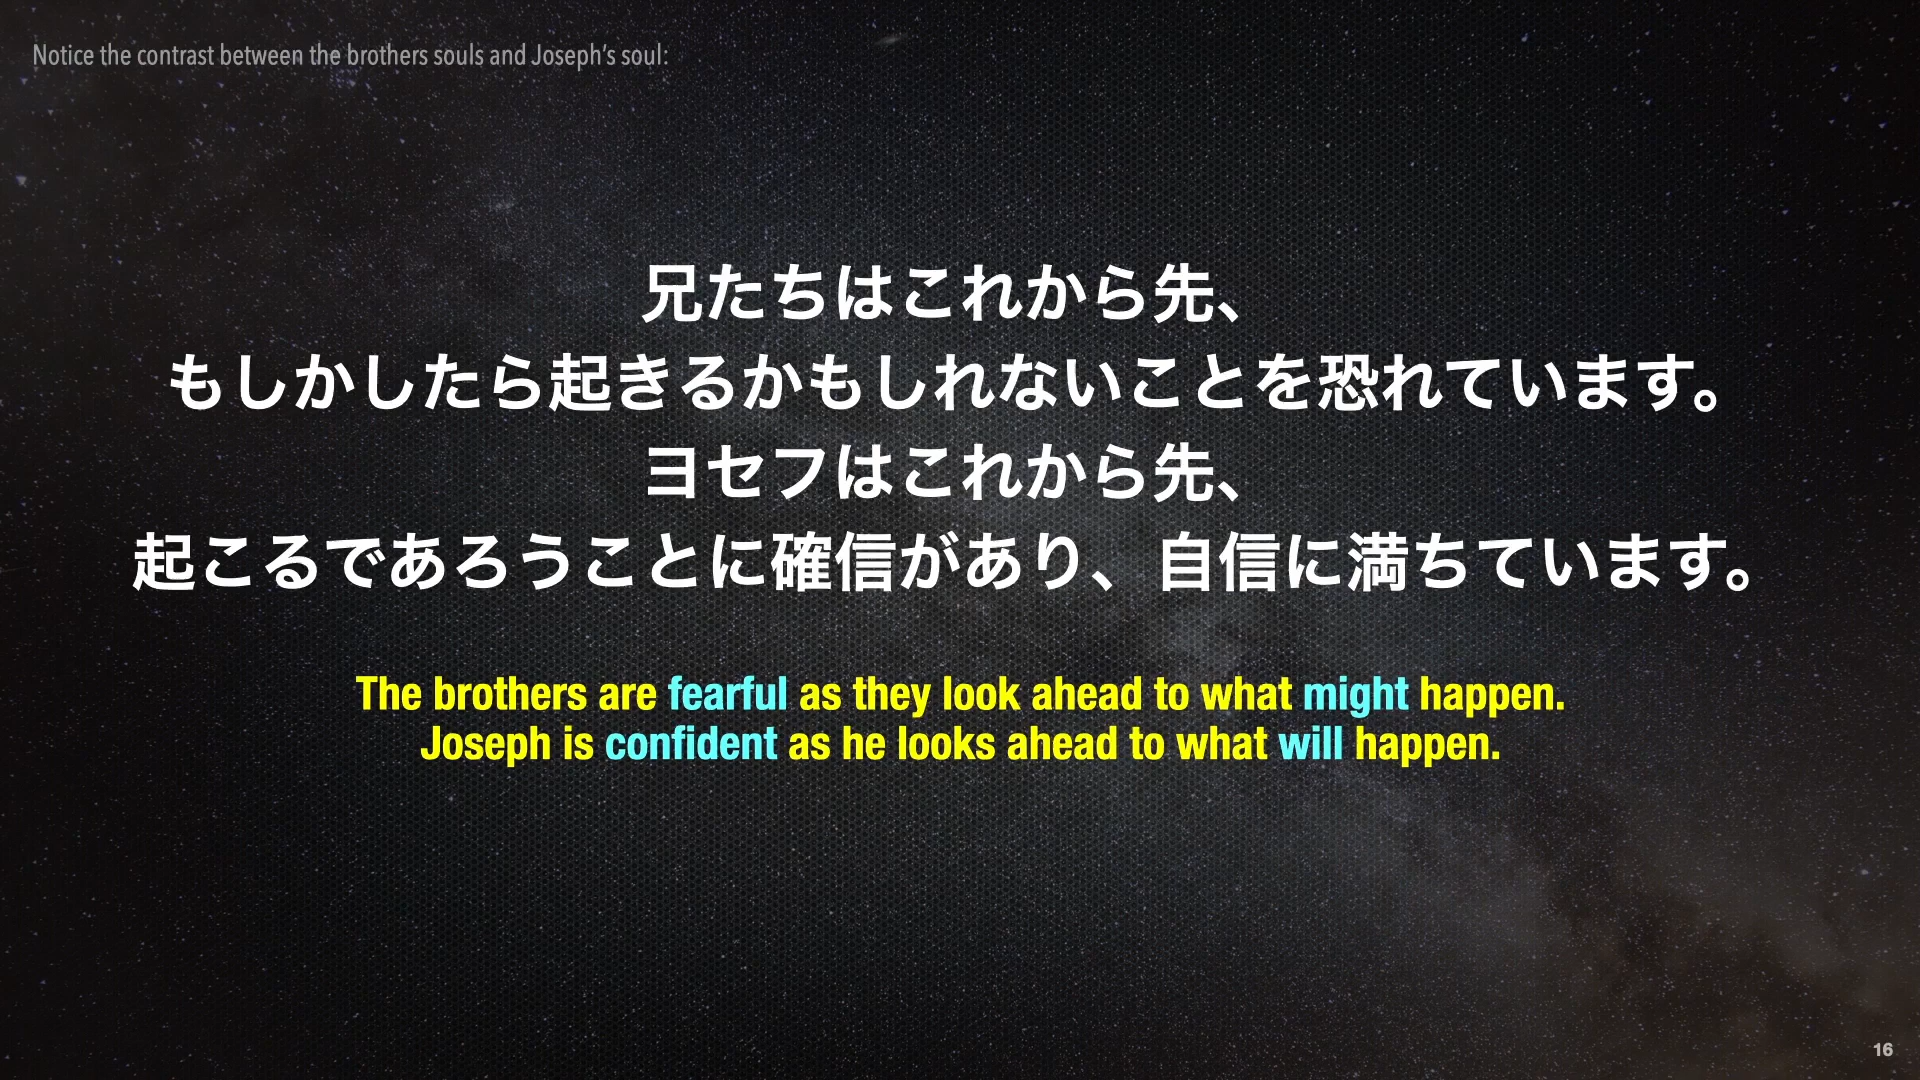 Notice the contrast between the brothers souls and Joseph's soul:
兄たちはこれから先、
もしかしたら起きるかもしれないことを恐れています。
ヨセフはこれから先、
起こるであろうことに確信があり、自信に満ちています。
The brothers are fearful as they look ahead to what might happen.
Joseph is confident as he looks ahead to what will happen.
16